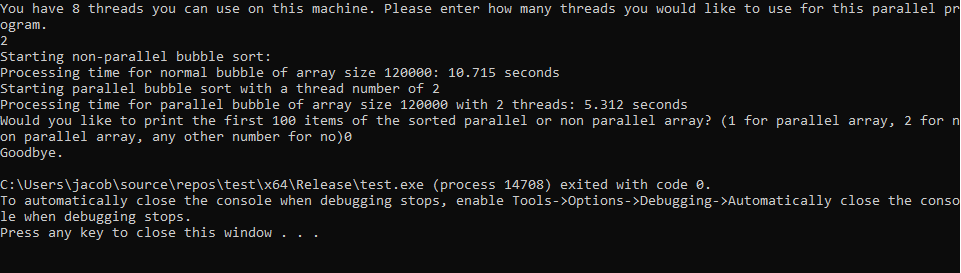 You have 8 threads you can use on this machine. Please enter how many threads you would like to use for this parallel pr
ogram.
2
Starting non-parallel bubble sort:
Processing time for normal bubble of array size 120000: 10.715 seconds
Starting parallel bubble sort with a thread number of 2
Processing time for parallel bubble of array size 120000 with 2 threads: 5.312 seconds
Would you like to print the first 100 items of the sorted parallel or non parallel array? (1 for parallel array, 2 for n
on parallel array, any other number for no)0
Goodbye.
C:\Users\jacob\source\repos\test\x64\Release\test.exe (process 14708) exited with code 0.
To automatically close the console when debugging stops, enable Tools->Options->Debugging->Automatically close the conso
le when debugging stops.
Press any key to close this window . . .